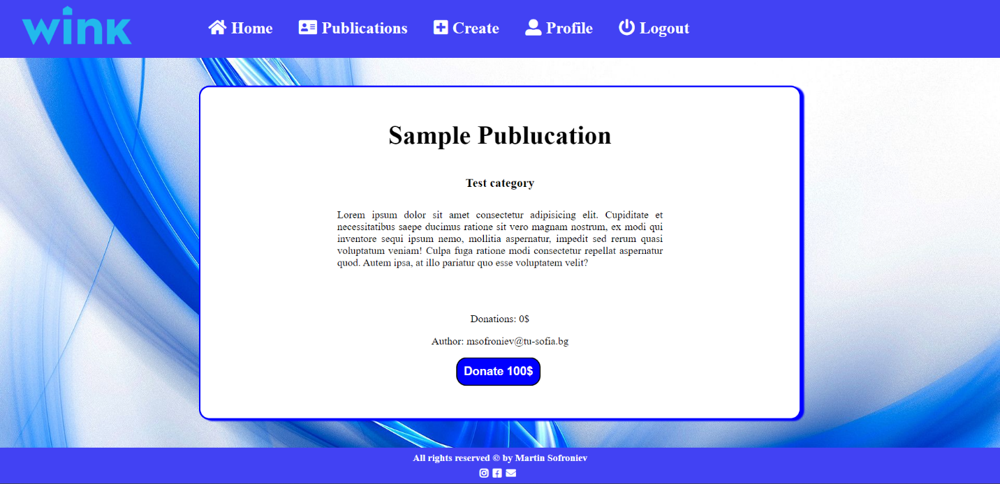 wink
Home Publications Create Profile Logout
Sample Publucation
Test category
Lorem ipsum dolor sit amet consectetur adipisicing elit. Cupiditate et
necessitatibus saepe ducimus ratione sit vero magnam nostrum, ex modi qui
inventore sequi ipsum nemo, mollitia aspernatur, impedit sed rerum quasi
voluptatum veniam! Culpa fuga ratione modi consectetur repellat aspernatur
quod. Autem ipsa, at illo pariatur quo esse voluptatem velit?
Donations: 0$
Author: msofroniev@tu-sofia.bg
Donate 100$
All rights reserved © by Martin Sofroniev